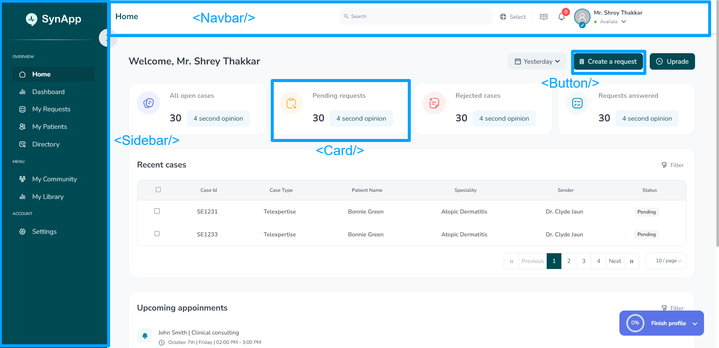 SynApp
OVERVIEW
Home
Dashboard
My Requests
My Patients
Directory
MENU
My Community
My Library
ACCOUNT
Settings
<Sidebar/>
Home
<Navbar/>
Search
Select
6
Mr. Shrey Thakkar
Welcome, Mr. Shrey Thakkar
Yesterday
Create a request
Uprade
<Button/>
All open cases
30
4 second opinion
Pending requests
30
4 second opinion
<Card/>
Rejected cases
30
4 second opinion
Requests answered
30
4 second opinion
Recent cases
Filter
Case Id Case Type Patient Name Speciality Sender Status
SE1231 Telexpertise Bonnie Green Atopic Dermatitis Dr. Clyde Jaun Pending
SE1233 Telexpertise Bonnie Green Atopic Dermatitis Dr. Clyde Jaun Pending
« Previous 1 2 3 4 Next »
10 / page
Upcoming appoinments
Filter
John Smith | Clinical consulting
October 7th | Friday | 02:00 PM - 3:00 PM
0%
Finish profile